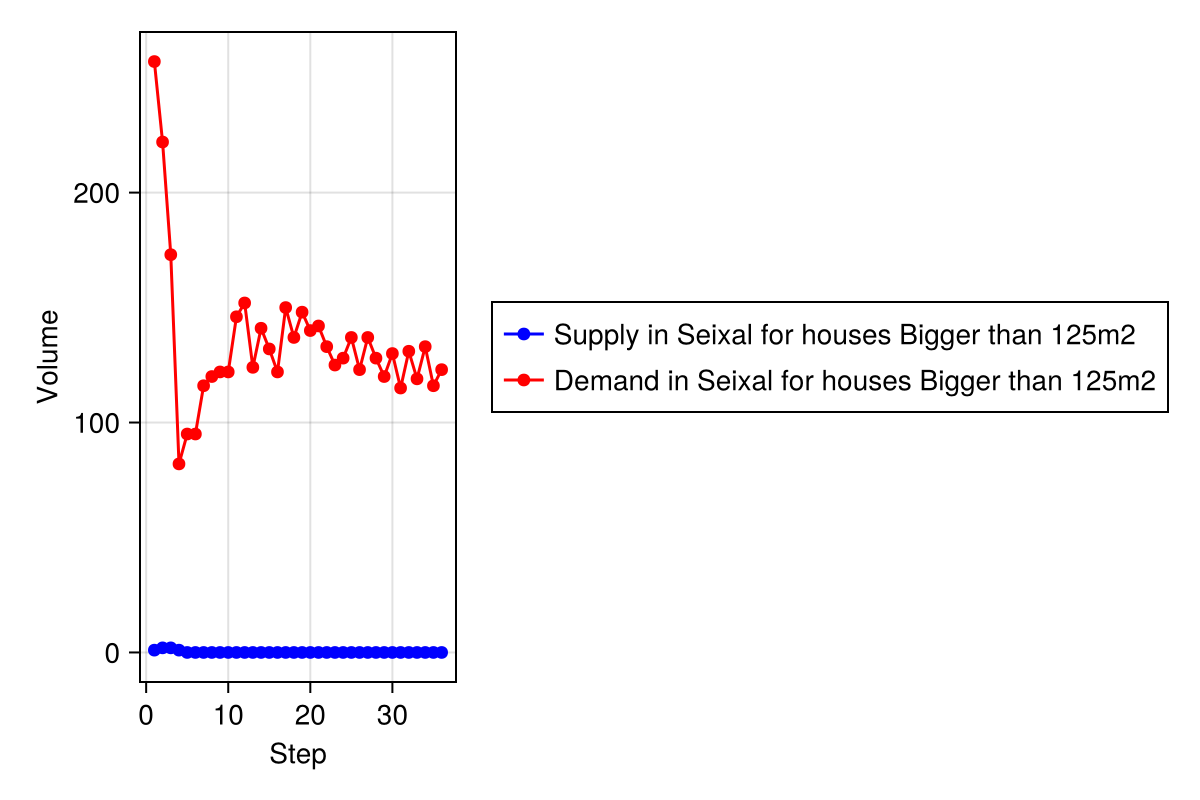 Volume
200
100
0
0 10 20 30
Step
Supply in Seixal for houses Bigger than 125m2
Demand in Seixal for houses Bigger than 125m2